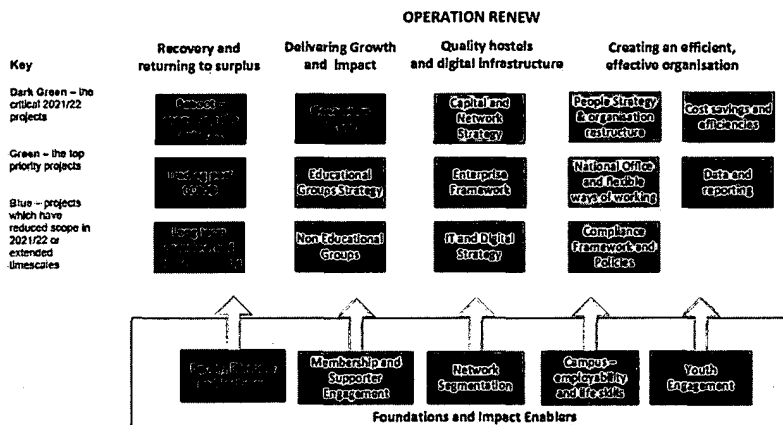 OPERATION RENEW
Recovery and
returning to surplus
Delivering Growth
and Impact
Quality hostels
and digital infrastructure
Creating an efficient,
effective organisation
Key
Dark Green – the
critical 2021/22
projects
Green – the top
priority projects
Blue – projects
which have
reduced scope in
2021/22 or
extended
timescales
Reboot –
Capital and
Network
Strategy
People Strategy
& organisation
restructure
Cost savings and
efficiencies
Educational
Groups Strategy
Enterprise
Framework
National Office
and flexible
ways of working
Data and
reporting
Long term
Non Educational
Groups
IT and Digital
Strategy
Compliance
Framework and
Policies
Membership and
Supporter
Engagement
Network
Segmentation
Campus –
employability
and life skills
Youth
Engagement
Foundations and Impact Enablers